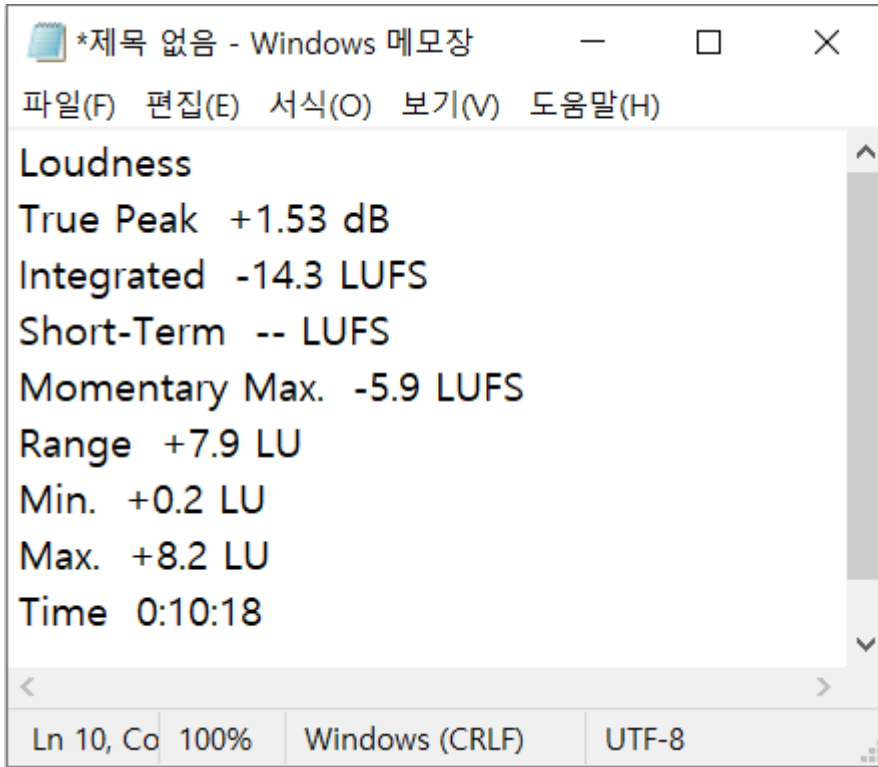 *제목 없음 - Windows 메모장
파일(F) 편집(E) 서식(O) 보기(V) 도움말(H)
Loudness
True Peak  +1.53 dB
Integrated  -14.3 LUFS
Short-Term  -- LUFS
Momentary Max.  -5.9 LUFS
Range  +7.9 LU
Min.  +0.2 LU
Max.  +8.2 LU
Time  0:10:18
Ln 10, Co 100% Windows (CRLF) UTF-8